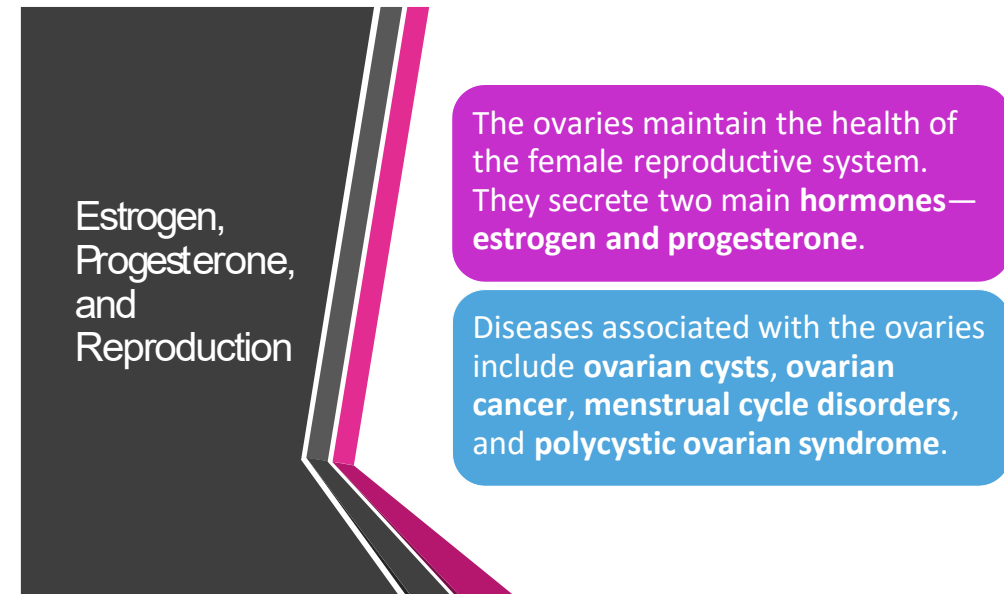 Estrogen,
Progesterone,
and
Reproduction
The ovaries maintain the health of
the female reproductive system.
They secrete two main hormones—
estrogen and progesterone.
Diseases associated with the ovaries
include ovarian cysts, ovarian
cancer, menstrual cycle disorders,
and polycystic ovarian syndrome.